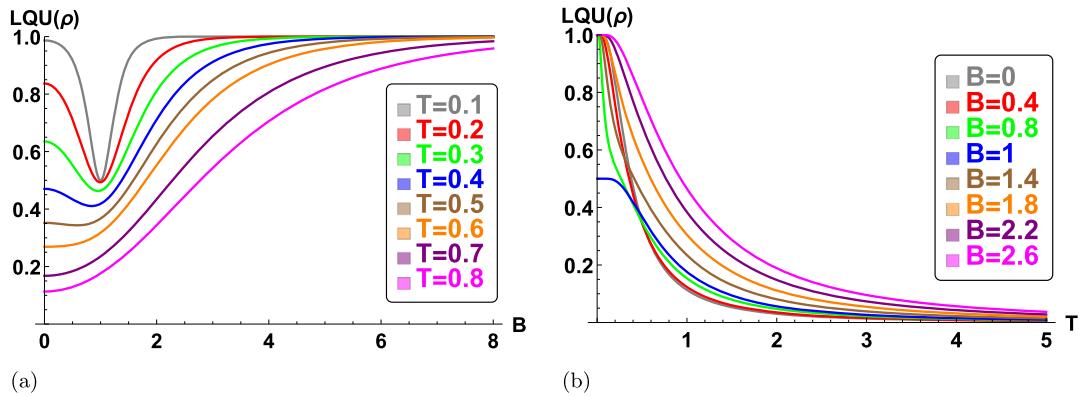 LQU(ρ)
1.0
0.8
0.6
0.4
0.2
0 2 4 6 8
B
T=0.1
T=0.2
T=0.3
T=0.4
T=0.5
T=0.6
T=0.7
T=0.8
(a)
LQU(ρ)
1.0
0.8
0.6
0.4
0.2
1 2 3 4 5
T
B=0
B=0.4
B=0.8
B=1
B=1.4
B=1.8
B=2.2
B=2.6
(b)